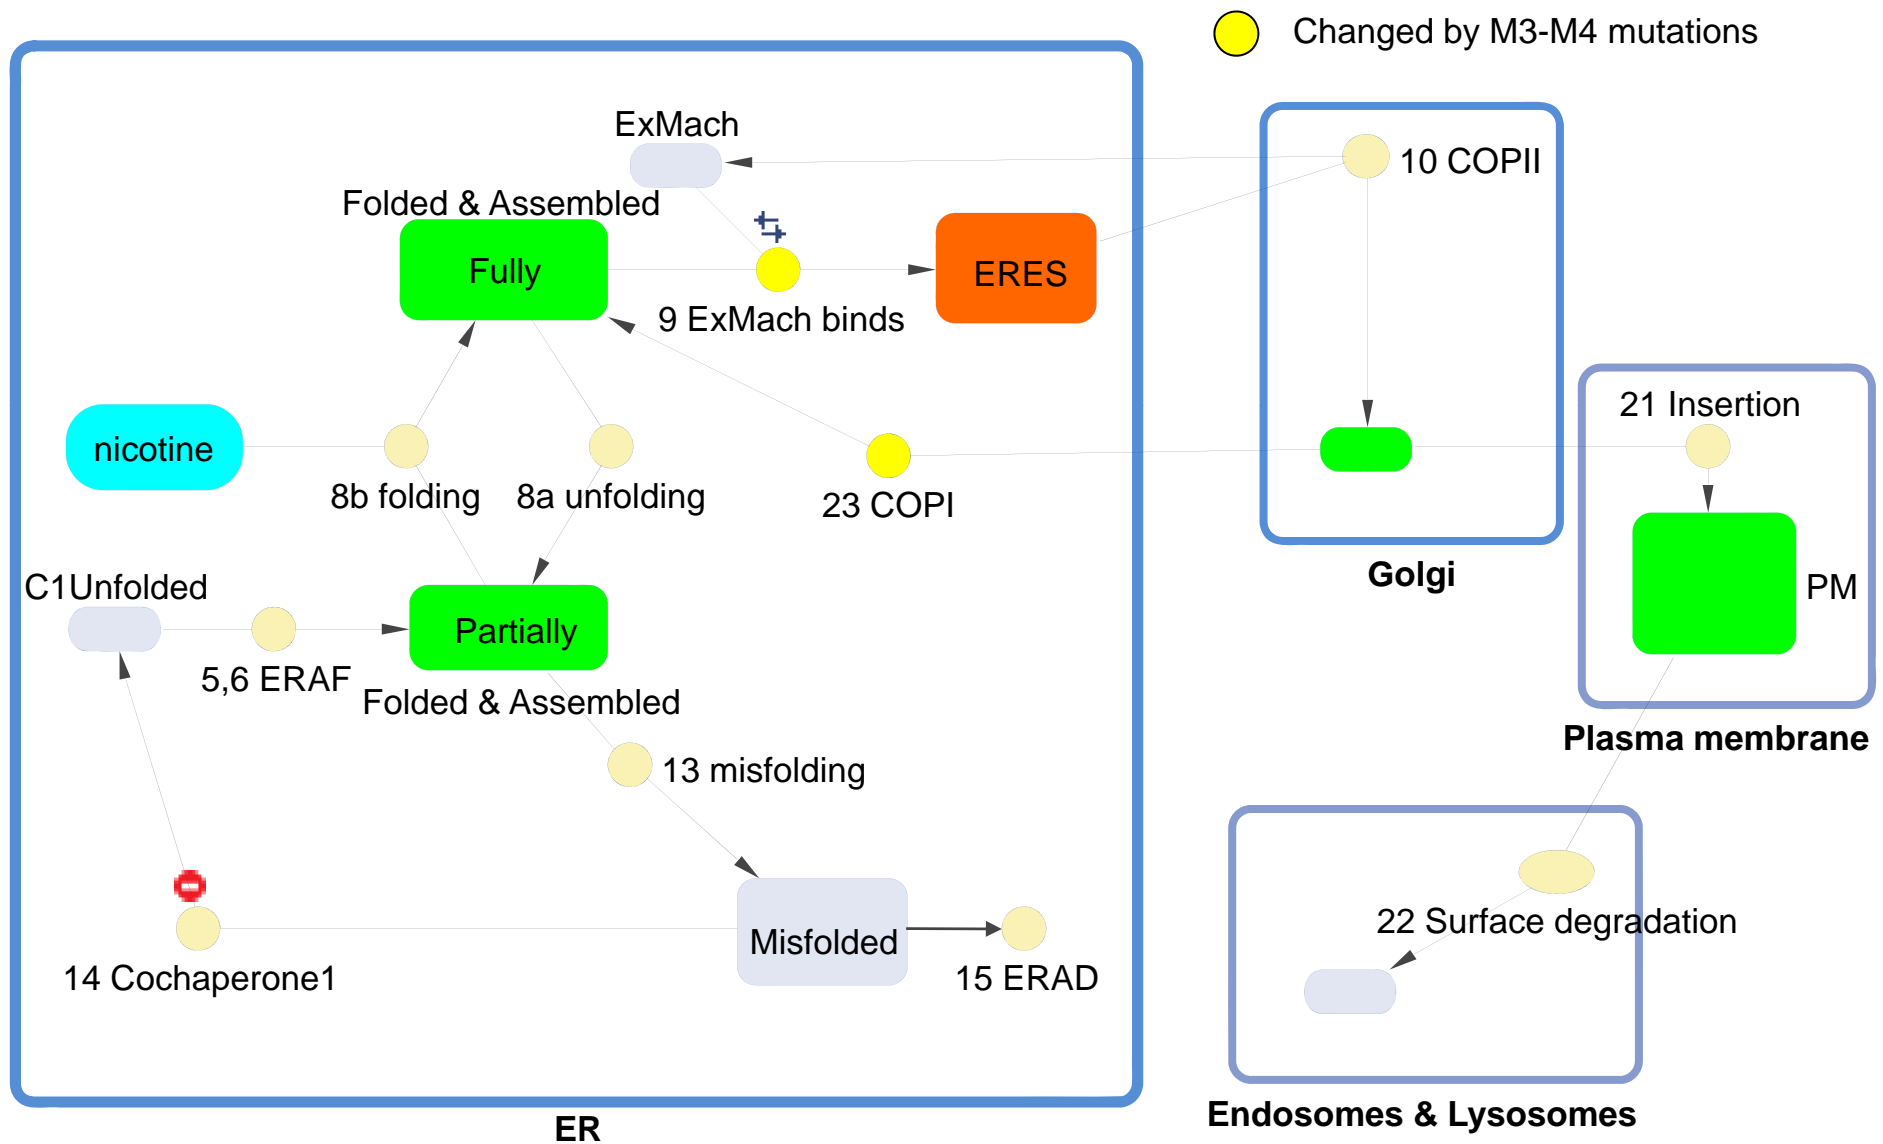 Changed by M3-M4 mutations
ExMach
10 COPII
Folded & Assembled
Fully
ERES
9 ExMach binds
21 Insertion
nicotine
8b folding
8a unfolding
23 COPI
Golgi
C1Unfolded
PM
Partially
5,6 ERAF
Folded & Assembled
Plasma membrane
13 misfolding
22 Surface degradation
Misfolded
14 Cochaperone1
15 ERAD
Endosomes & Lysosomes
ER